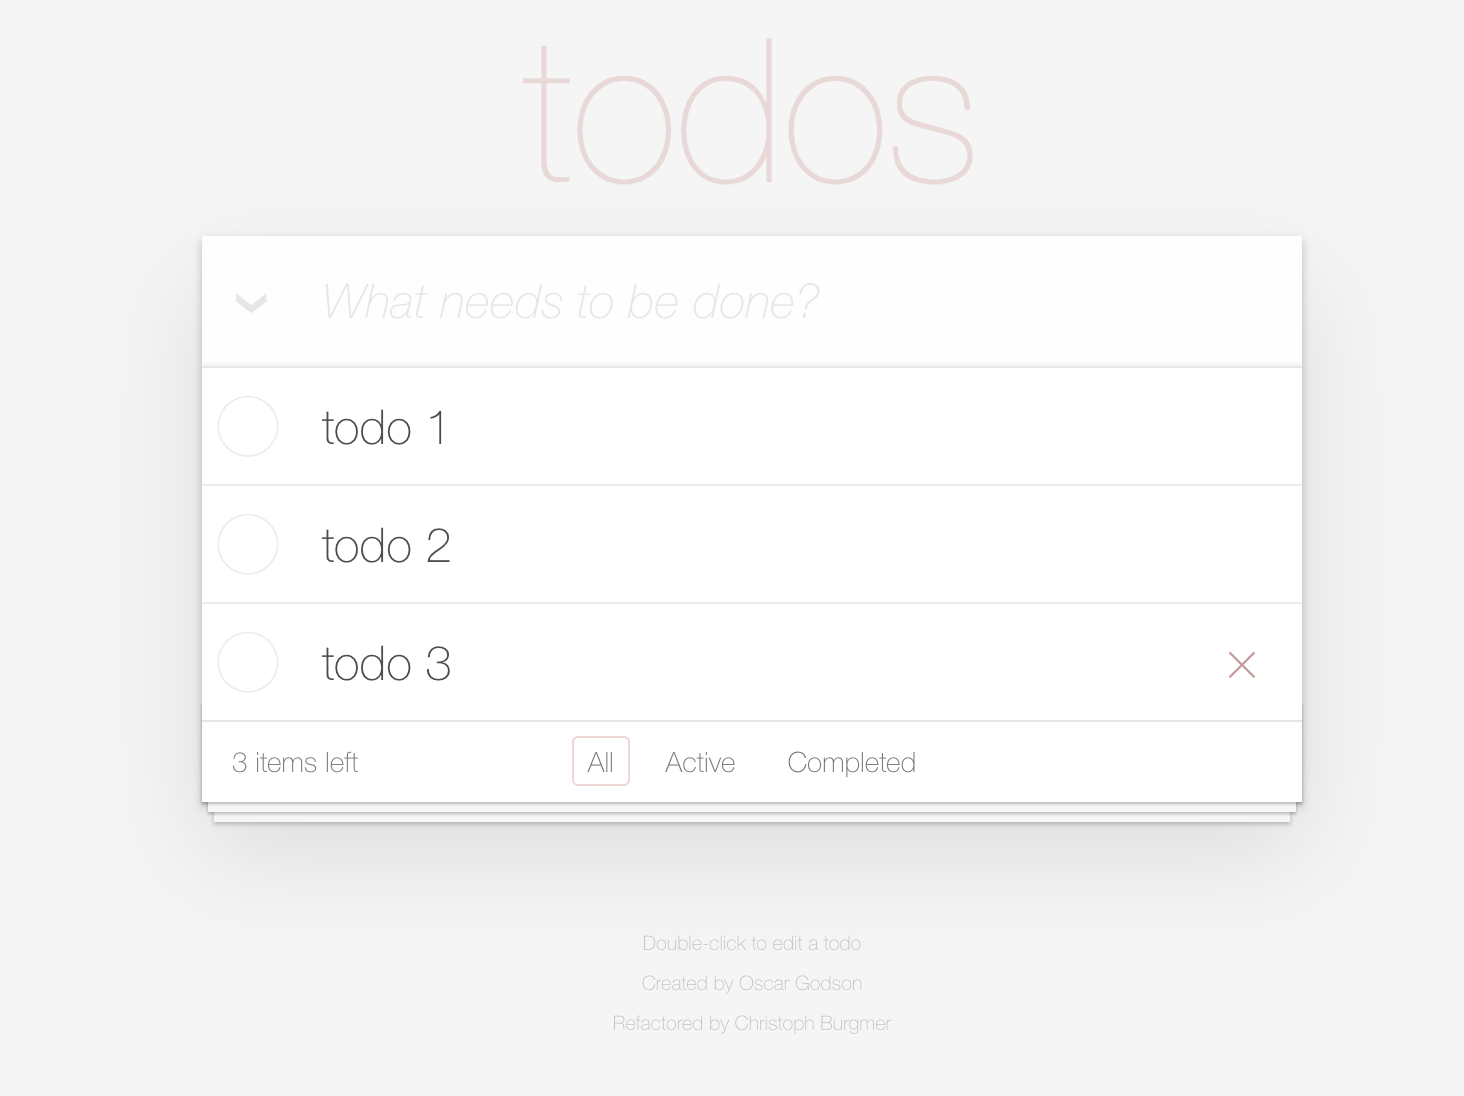 todos
What needs to be done?
todo 1
todo 2
todo 3
3 items left All Active Completed
Double-click to edit a todo
Created by Oscar Godson
Refactored by Christoph Burgmer